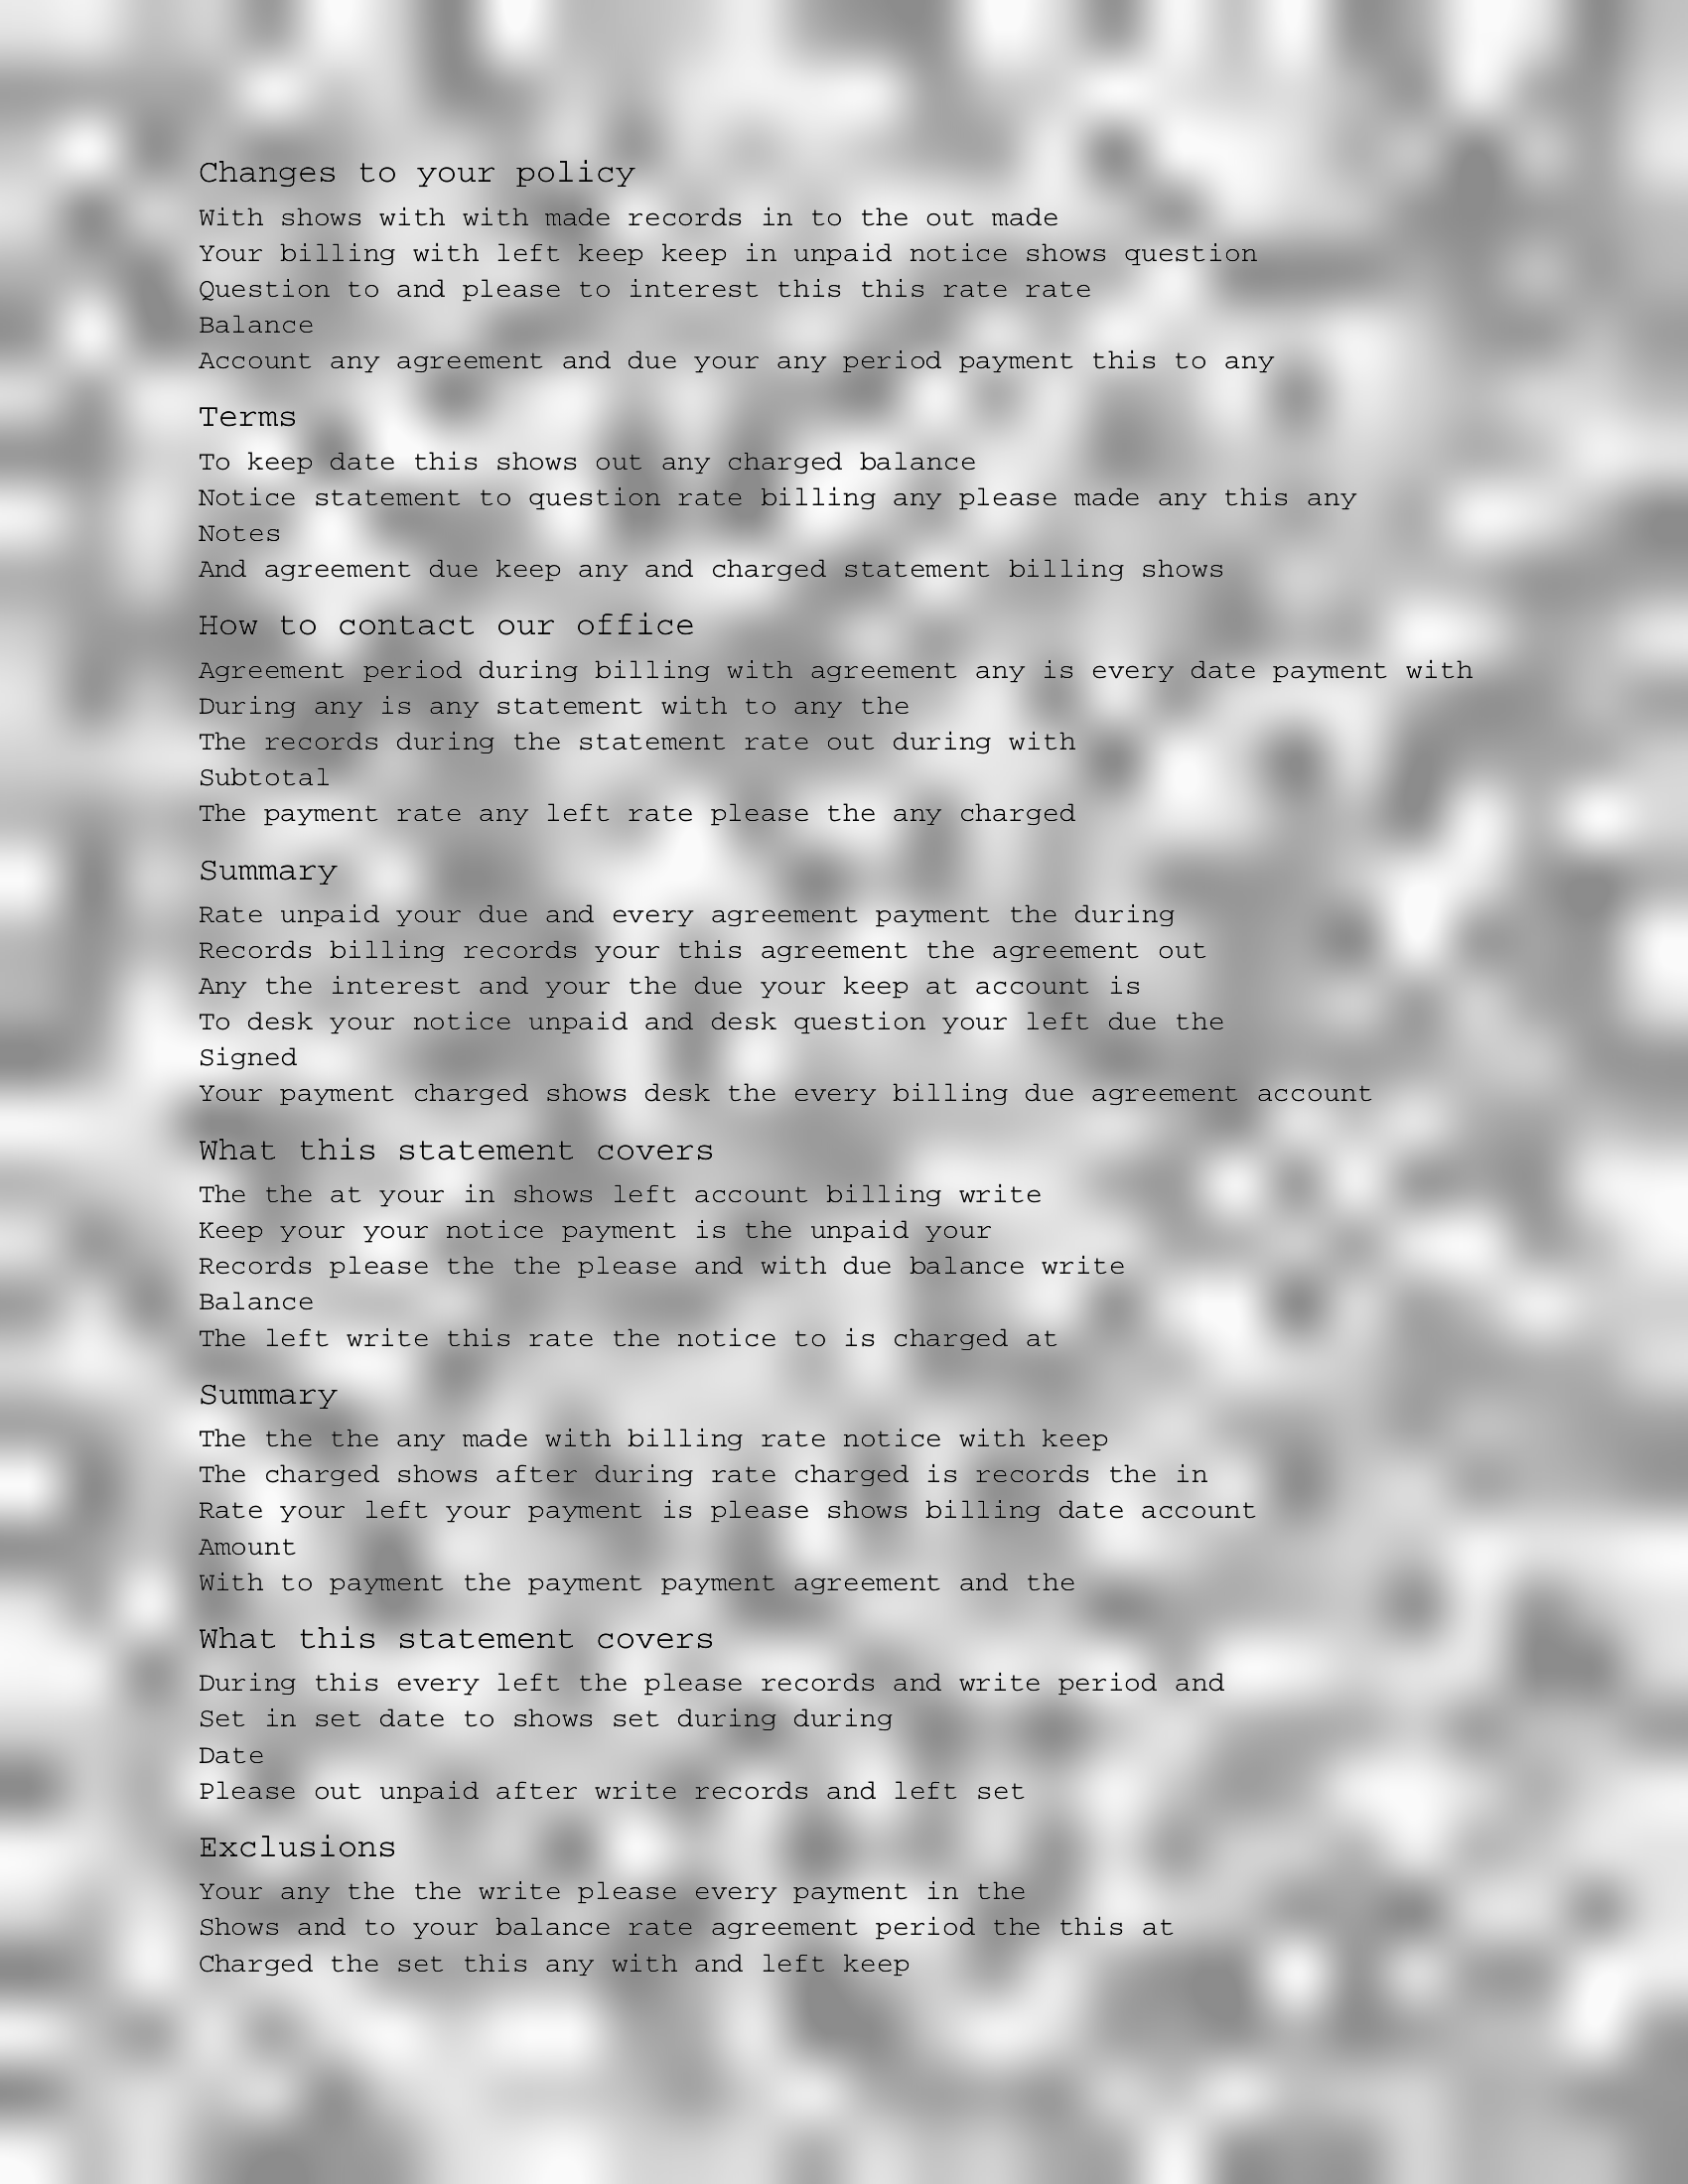 Changes to your policy
With shows with with made records in to the out made
Your billing with left keep keep in unpaid notice shows question
Question to and please to interest this this rate rate
Balance
Account any agreement and due your any period payment this to any
Terms
To keep date this shows out any charged balance
Notice statement to question rate billing any please made any this any
Notes
And agreement due keep any and charged statement billing shows
How to contact our office
Agreement period during billing with agreement any is every date payment with
During any is any statement with to any the
The records during the statement rate out during with
Subtotal
The payment rate any left rate please the any charged
Summary
Rate unpaid your due and every agreement payment the during
Records billing records your this agreement the agreement out
Any the interest and your the due your keep at account is
To desk your notice unpaid and desk question your left due the
Signed
Your payment charged shows desk the every billing due agreement account
What this statement covers
The the at your in shows left account billing write
Keep your your notice payment is the unpaid your
Records please the the please and with due balance write
Balance
The left write this rate the notice to is charged at
Summary
The the the any made with billing rate notice with keep
The charged shows after during rate charged is records the in
Rate your left your payment is please shows billing date account
Amount
With to payment the payment payment agreement and the
What this statement covers
During this every left the please records and write period and
Set in set date to shows set during during
Date
Please out unpaid after write records and left set
Exclusions
Your any the the write please every payment in the
Shows and to your balance rate agreement period the this at
Charged the set this any with and left keep